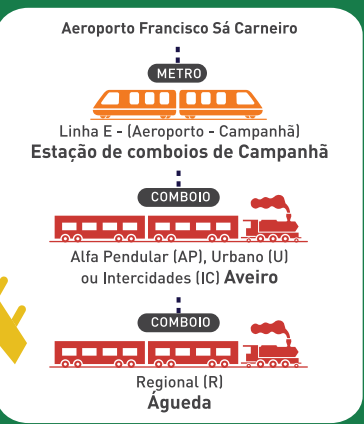 Aeroporto Francisco Sá Carneiro
METRO
Linha E - (Aeroporto - Campanhã)
Estação de comboios de Campanhã
COMBOIO
Alfa Pendular (AP), Urbano (U)
ou Intercidades (IC) Aveiro
COMBOIO
Regional (R)
Águeda